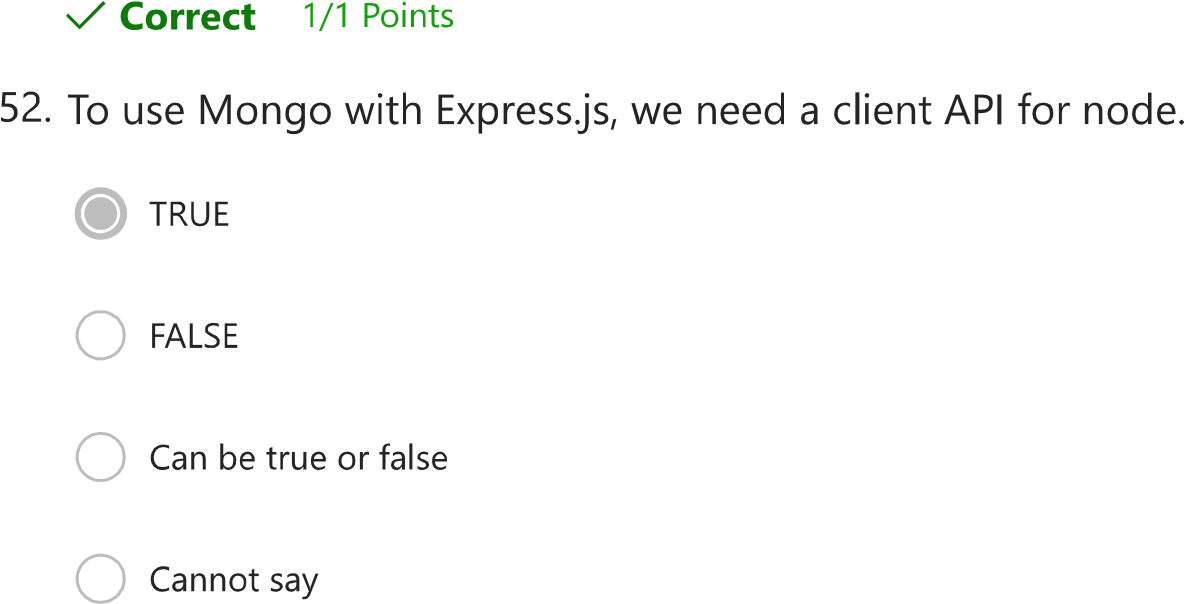 Correct 1/1 Points
52. To use Mongo with Express.js, we need a client API for node.
TRUE
FALSE
Can be true or false
Cannot say